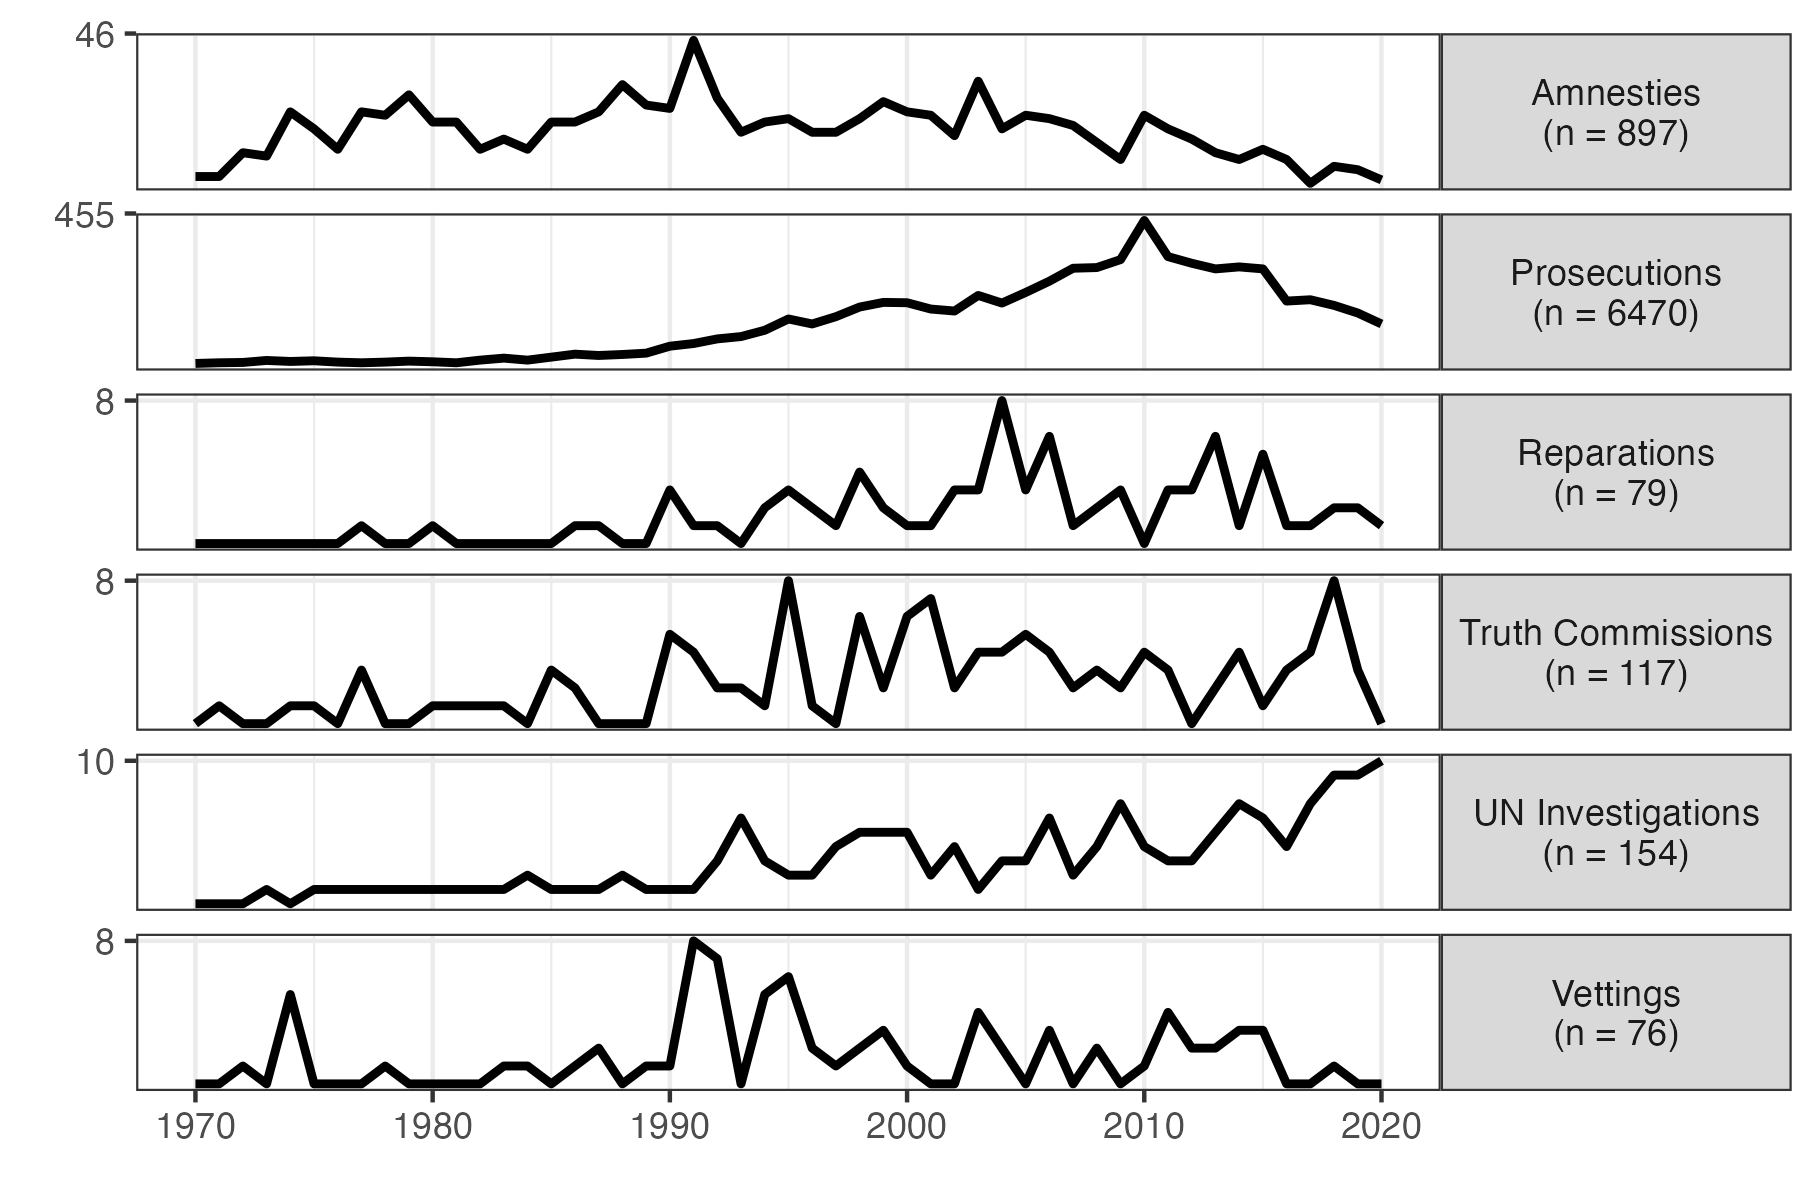 46
Amnesties
(n = 897)
455
Prosecutions
(n = 6470)
8
Reparations
(n = 79)
8
Truth Commissions
(n = 117)
10
UN Investigations
(n = 154)
8
Vettings
(n = 76)
1970 1980 1990 2000 2010 2020